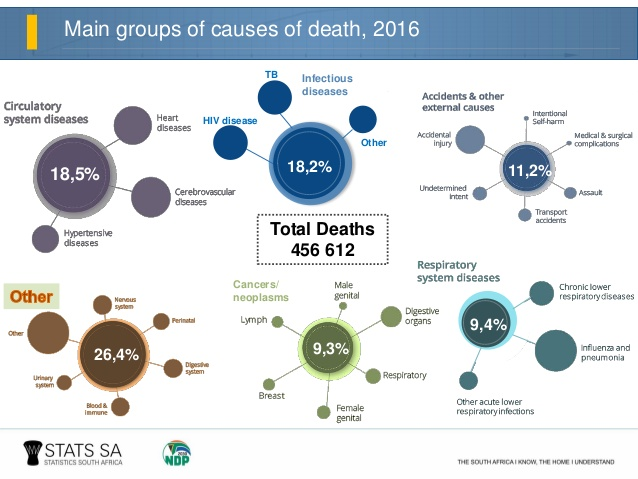 Main groups of causes of death, 2016
Circulatory
system diseases
18,5%
Heart
diseases
Cerebrovascular
diseases
Hypertensive
diseases
TB
Infectious
diseases
HIV disease
18,2%
Other
Accidents & other
external causes
Intentional
Self-harm
Accidental
injury
Medical & surgical
complications
11,2%
Undetermined
intent
Assault
Transport
accidents
Total Deaths
456 612
Other
Nervous
system
Other
Perinatal
26,4%
Digestive
system
Urinary
system
Blood &
immune
Cancers/
neoplasms
Male
genital
Lymph
Digestive
organs
9,3%
Respiratory
Breast
Female
genital
Respiratory
system diseases
Chronic lower
respiratory diseases
9,4%
Influenza and
pneumonia
Other acute lower
respiratory infections
STATS SA
STATISTICS SOUTH AFRICA
2030
NDP
THE SOUTH AFRICA I KNOW, THE HOME I UNDERSTAND